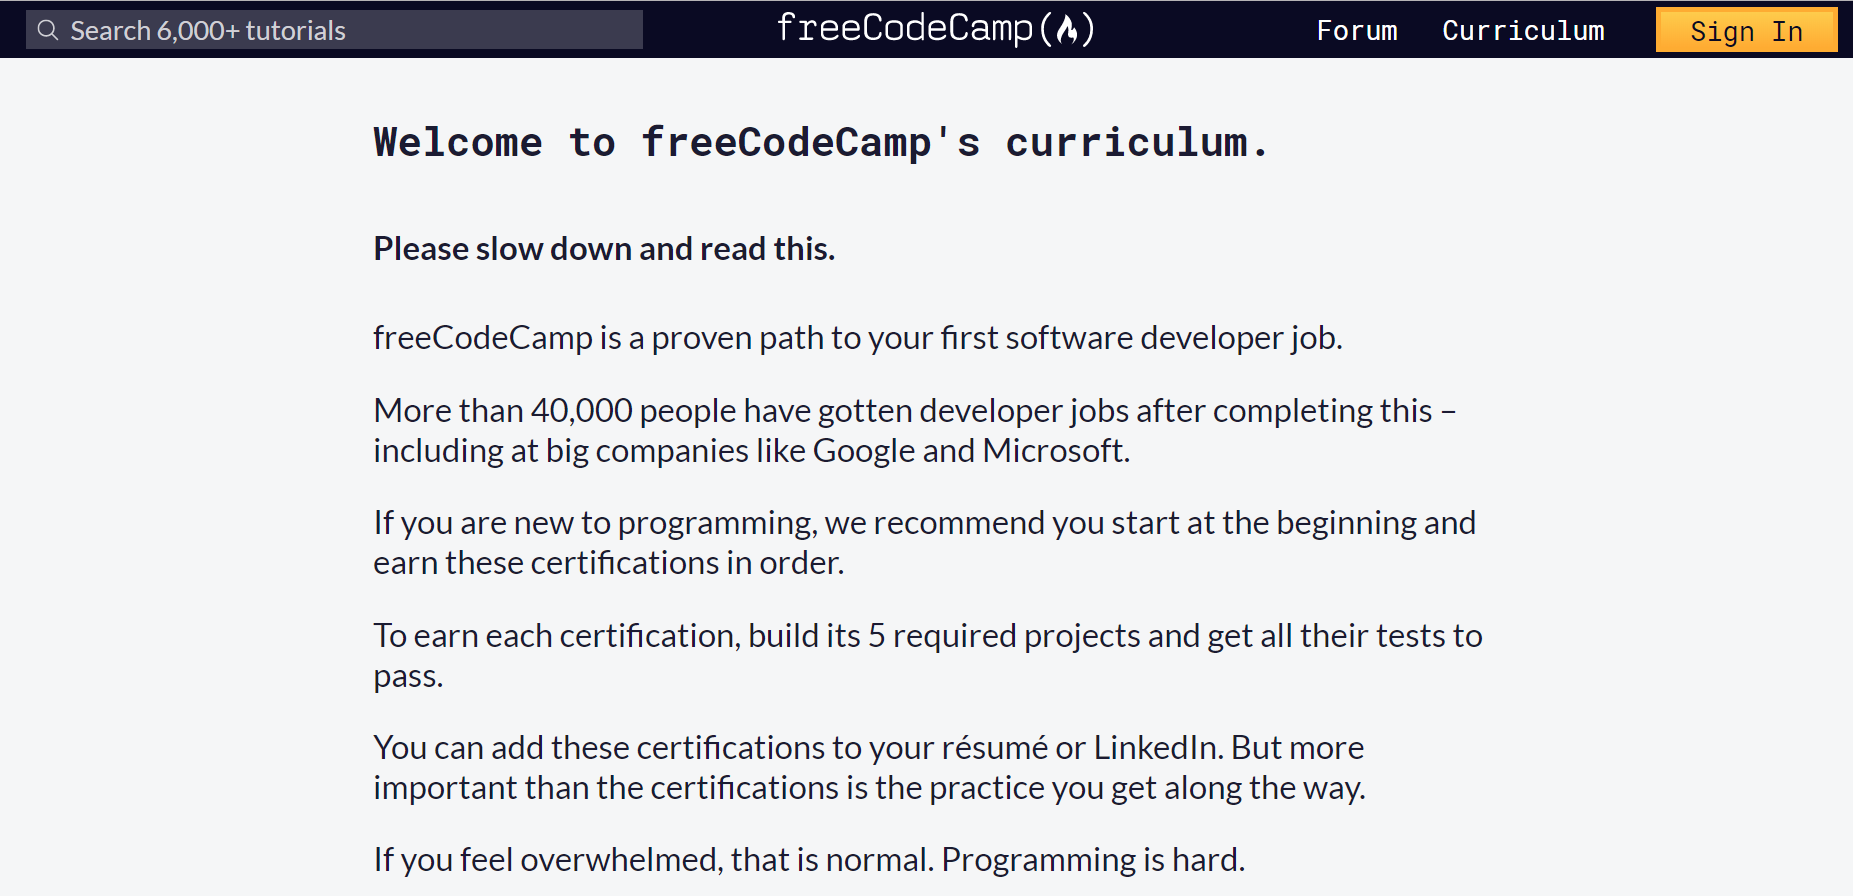 Search 6,000+ tutorials
freeCodeCamp()
Forum
Curriculum
Sign In
Welcome to freeCodeCamp's curriculum.
Please slow down and read this.
freeCodeCamp is a proven path to your first software developer job.
More than 40,000 people have gotten developer jobs after completing this –
including at big companies like Google and Microsoft.
If you are new to programming, we recommend you start at the beginning and
earn these certifications in order.
To earn each certification, build its 5 required projects and get all their tests to
pass.
You can add these certifications to your résumé or LinkedIn. But more
important than the certifications is the practice you get along the way.
If you feel overwhelmed, that is normal. Programming is hard.